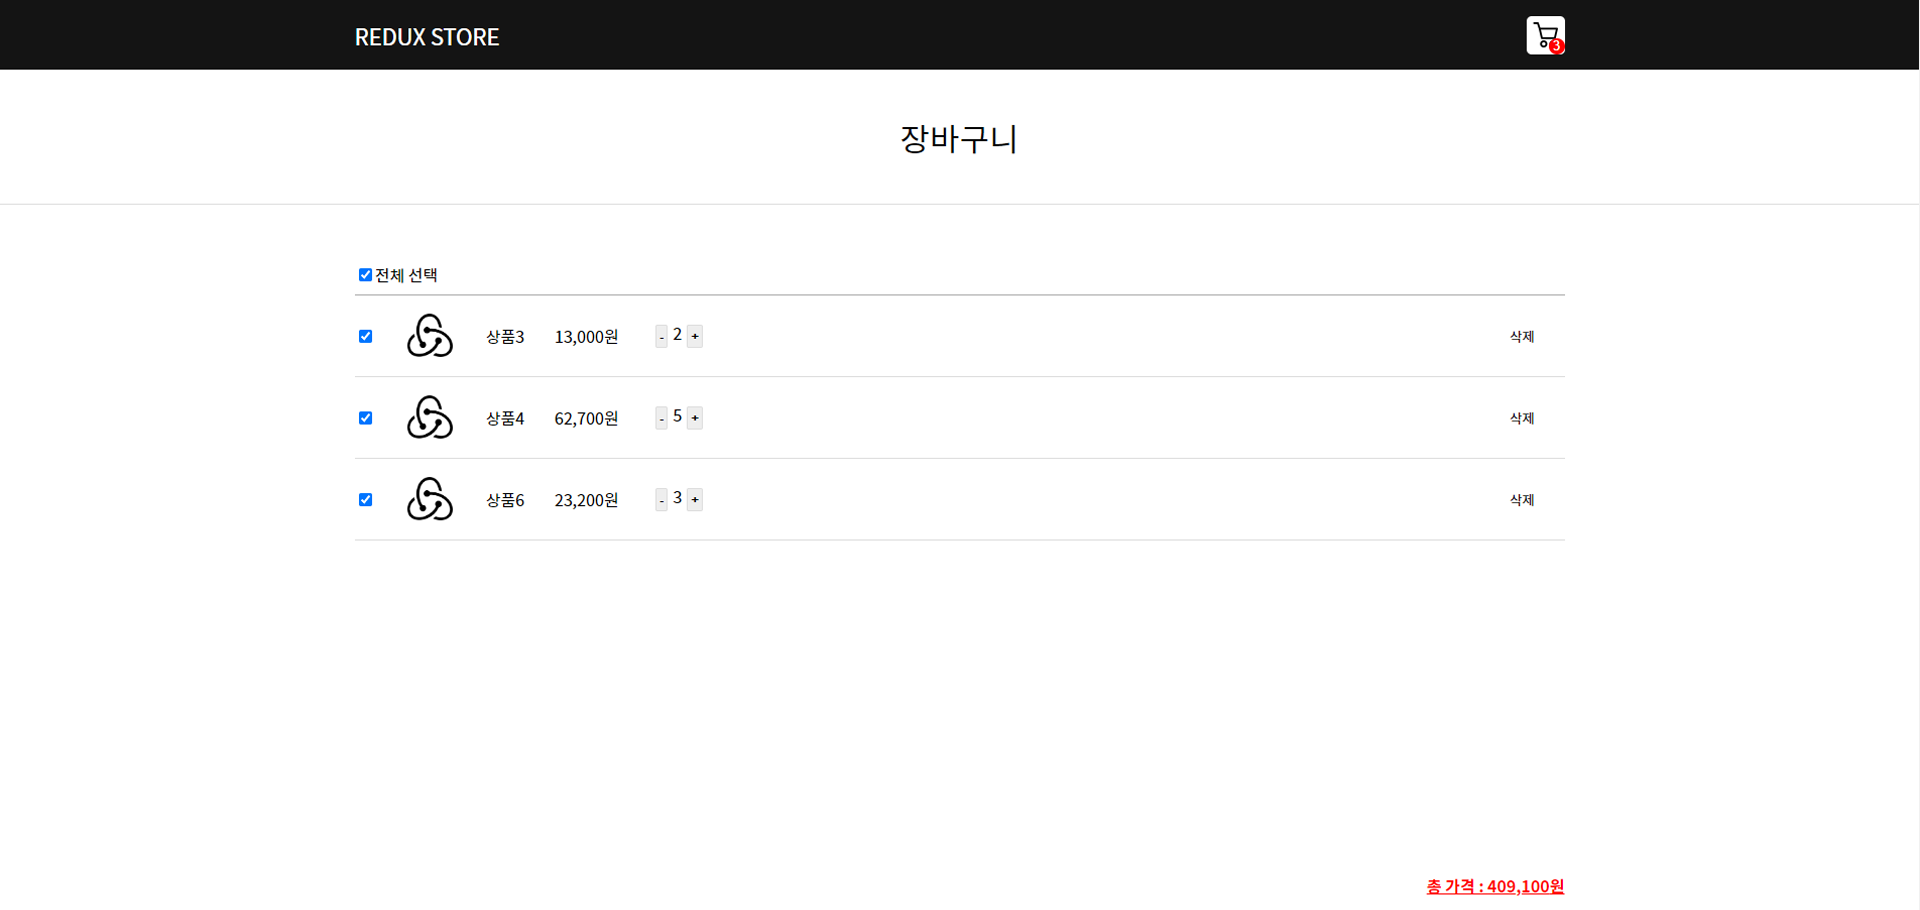 REDUX STORE
3
장바구니
전체 선택
상품3 13,000원 - 2 + 삭제
상품4 62,700원 - 5 + 삭제
상품6 23,200원 - 3 + 삭제
총 가격 : 409,100원